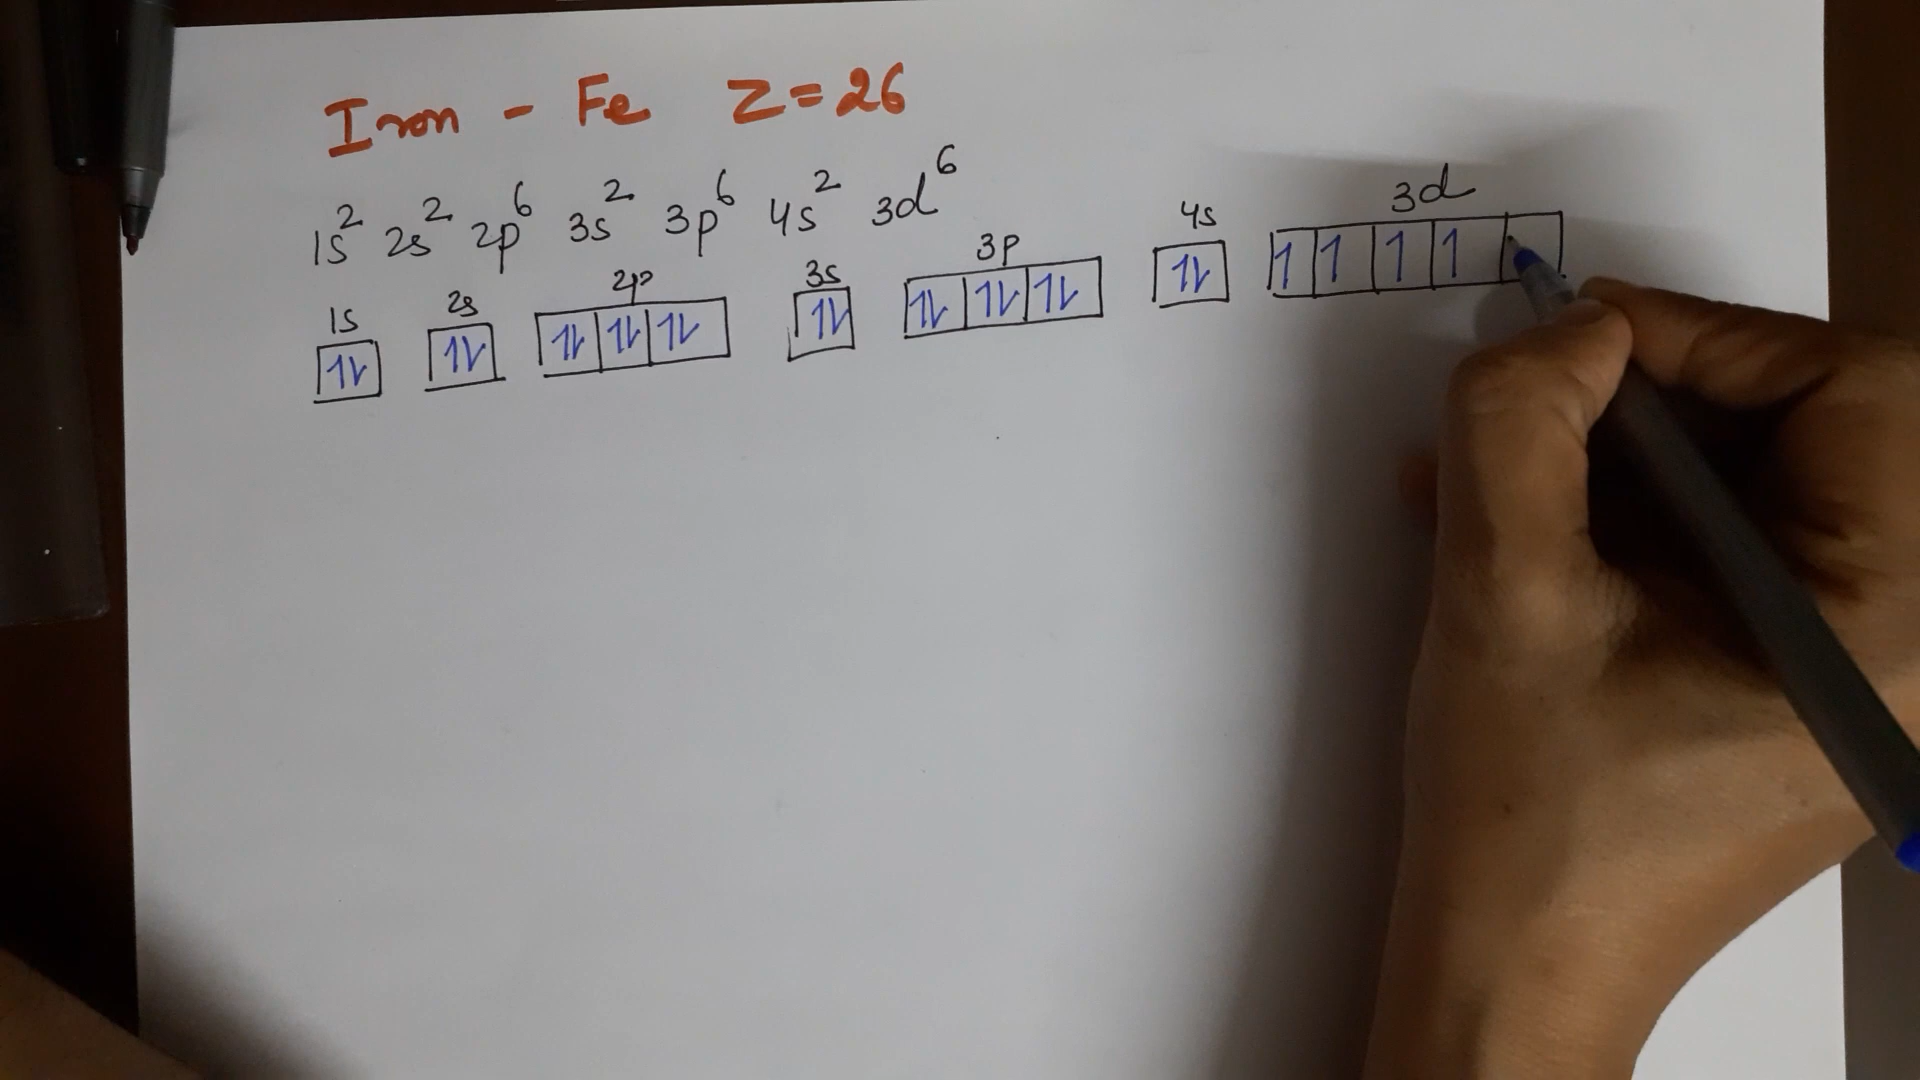 Iron - Fe Z=26
1s² 2s² 2p⁶ 3s² 3p⁶ 4s² 3d⁶
1s 2s 2p 3s 3p 4s 3d
↿⇂ ↿⇂ ↿⇂ ↿⇂ ↿⇂ ↿⇂ ↿⇂ ↿⇂ ↿⇂ ↿⇂ ↿ ↿ ↿ ↿